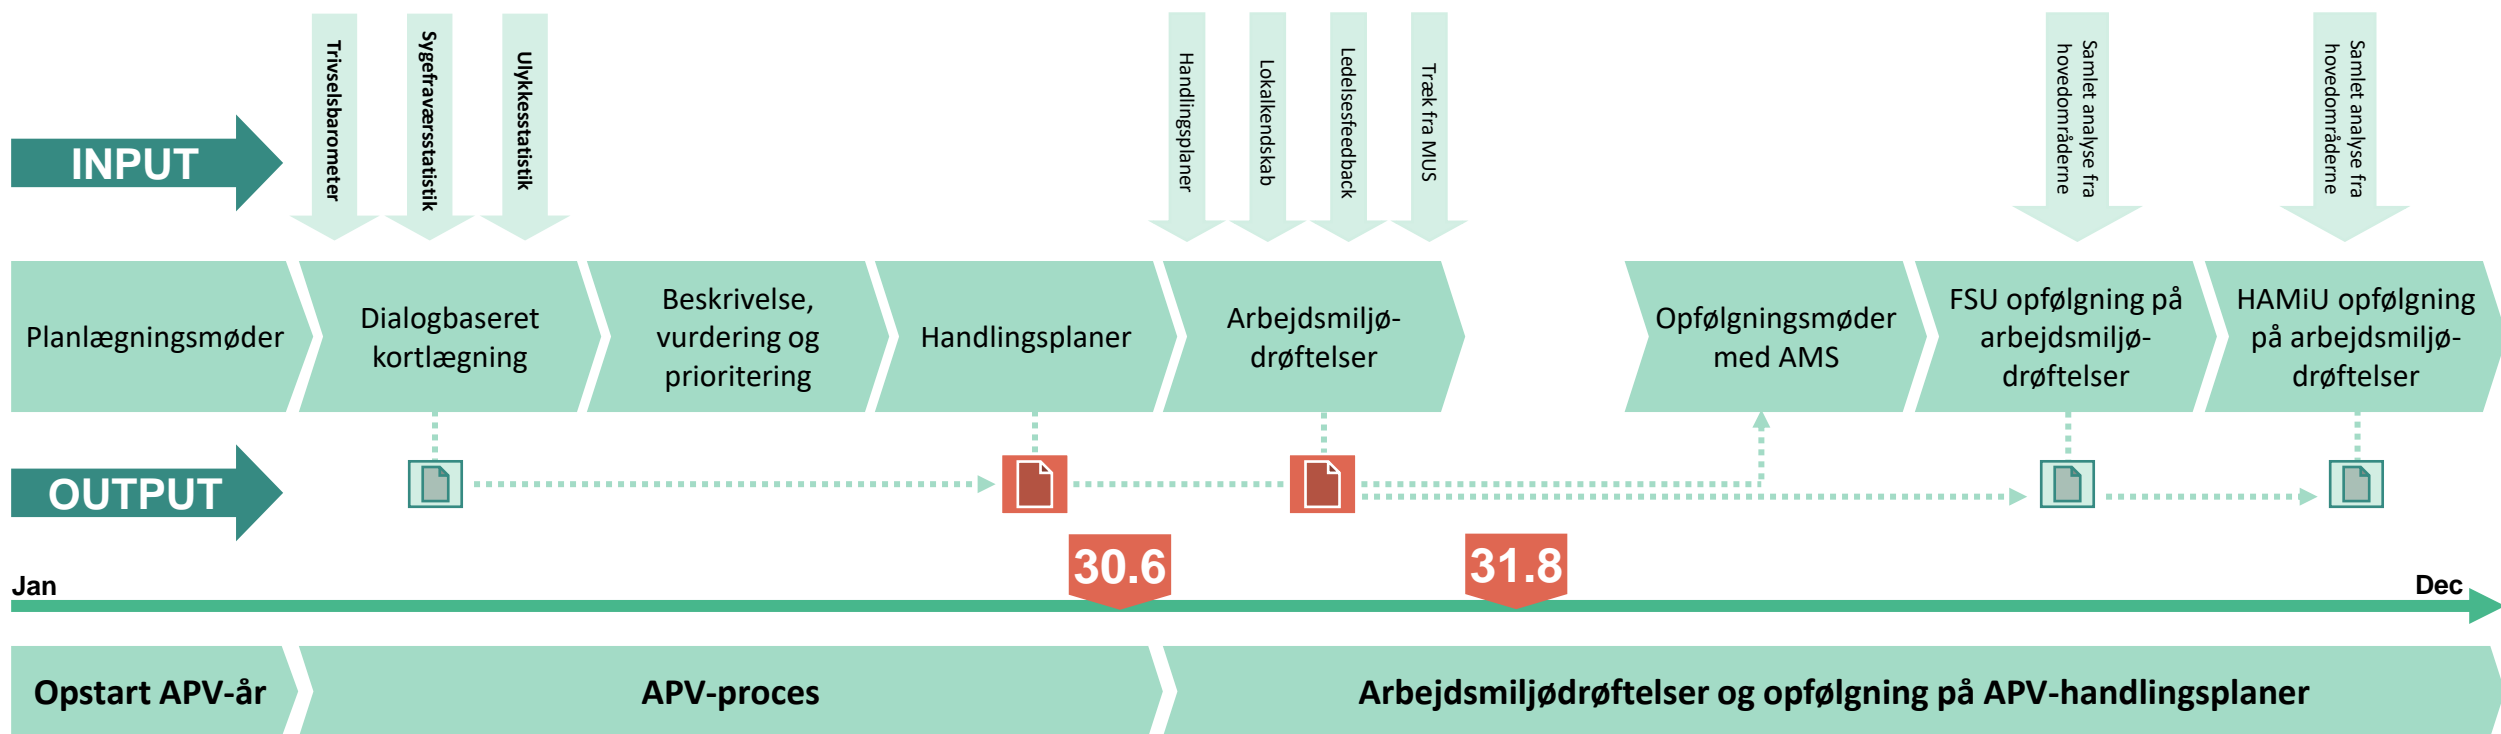 Trivselsbarometer
Sygefraværsstatistik
Ulykkesstatistik
Handlingsplaner
Lokalkendskab
Ledelsesfeedback
Træk fra MUS
Samlet analyse fra
hovedområderne
Samlet analyse fra
hovedområderne
INPUT
Planlægningsmøder
Dialogbaseret
kortlægning
Beskrivelse,
vurdering og
prioritering
Handlingsplaner
Arbejdsmiljø-
drøftelser
Opfølgningsmøder
med AMS
FSU opfølgning på
arbejdsmiljø-
drøftelser
HAMiU opfølgning
på arbejdsmiljø-
drøftelser
OUTPUT
30.6
31.8
Jan
Dec
Opstart APV-år
APV-proces
Arbejdsmiljødrøftelser og opfølgning på APV-handlingsplaner